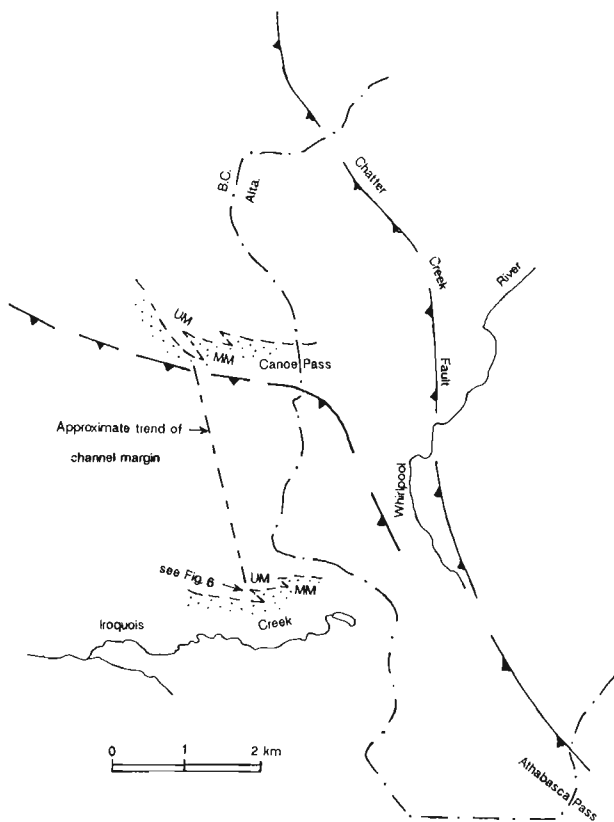 B.C.
Alta.
Chatter
Creek
Fault
River
UM
MM
Canoe Pass
Approximate trend of
channel margin
Whirlpool
see Fig. 6
UM
MM
Iroquois
Creek
0 1 2 km
Athabasca Pass